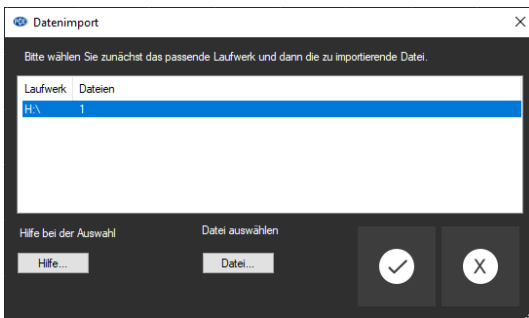 Datenimport
Bitte wählen Sie zunächst das passende Laufwerk und dann die zu importierende Datei.
Laufwerk Dateien
H:\ 1
Hilfe bei der Auswahl Datei auswählen
Hilfe... Datei...
X